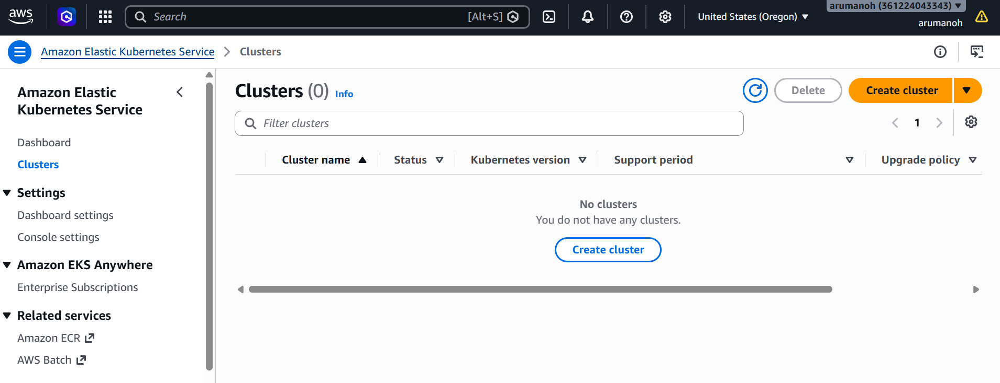 aws
Search [Alt+S]
United States (Oregon)
arumanoh (361224043343)
arumanoh
Amazon Elastic Kubernetes Service > Clusters
Amazon Elastic
Kubernetes Service
Dashboard
Clusters
Settings
Dashboard settings
Console settings
Amazon EKS Anywhere
Enterprise Subscriptions
Related services
Amazon ECR
AWS Batch
Clusters (0) Info
Delete
Create cluster
Filter clusters
1
Cluster name Status Kubernetes version Support period Upgrade policy
No clusters
You do not have any clusters.
Create cluster